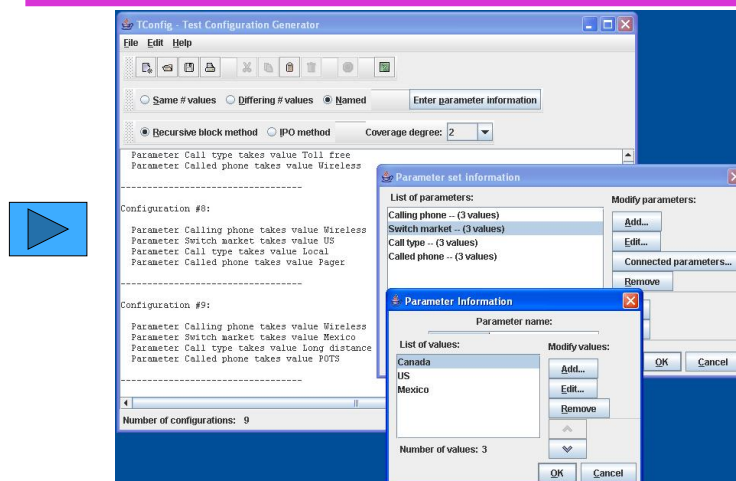 TConfig - Test Configuration Generator
File Edit Help
Same # values Differing # values Named Enter parameter information
Recursive block method IPO method Coverage degree: 2
Parameter Call type takes value Toll free
Parameter Called phone takes value Wireless
--------------------------------
Configuration #8:
Parameter Calling phone takes value Wireless
Parameter Switch market takes value US
Parameter Call type takes value Local
Parameter Called phone takes value Pager
--------------------------------
Configuration #9:
Parameter Calling phone takes value Wireless
Parameter Switch market takes value Mexico
Parameter Call type takes value Long distance
Parameter Called phone takes value POTS
--------------------------------
Number of configurations: 9
Parameter set information
List of parameters:
Modify parameters:
Calling phone -- (3 values)
Switch market -- (3 values)
Call type -- (3 values)
Called phone -- (3 values)
Add...
Edit...
Connected parameters...
Remove
OK Cancel
Parameter Information
Parameter name:
List of values:
Modify values:
Canada
US
Mexico
Add...
Edit...
Remove
Number of values: 3
OK Cancel